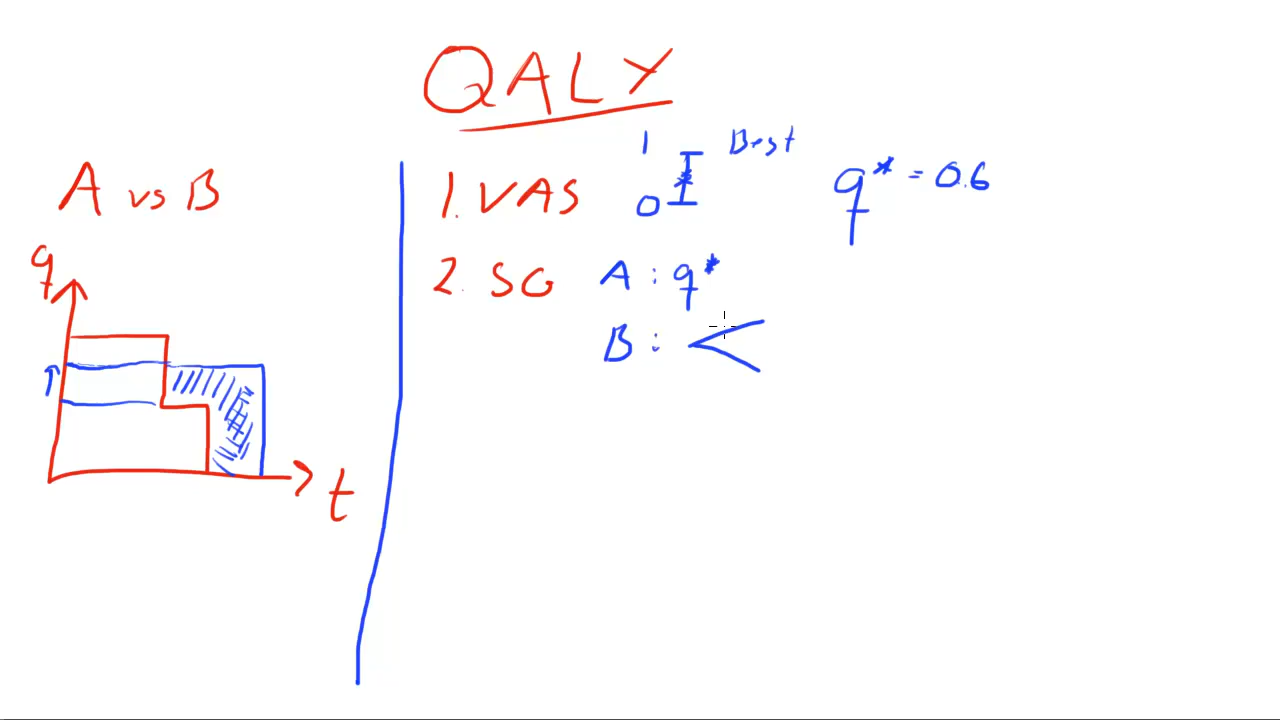 QALY
A vs B
q
t
1. VAS
1
0
Best
q* = 0.6
2. SG
A : q*
B :